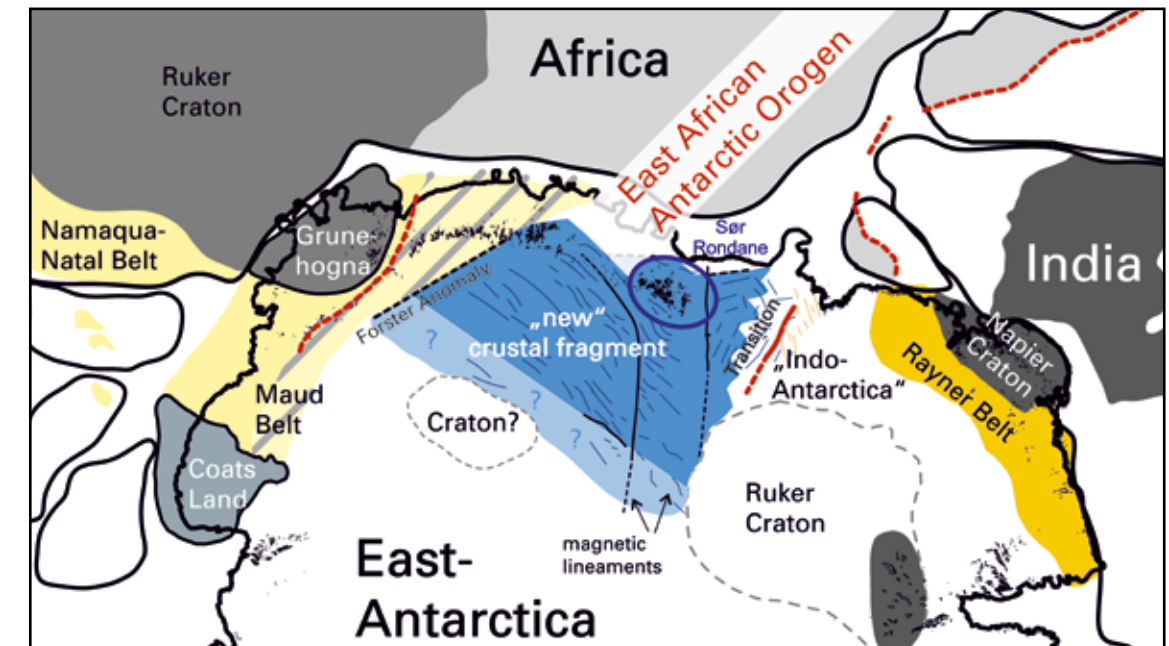 Ruker
Craton
Africa
East African
Antarctic Orogen
Namaqua-
Natal Belt
Grune-
hogna
Sør
Rondane
India
Forster Anomaly
„new“
crustal fragment
Transition
„Indo-
Antarctica“
Napier
Craton
Rayner Belt
?
?
?
Maud
Belt
Craton?
Coats
Land
Ruker
Craton
magnetic
lineaments
East-
Antarctica